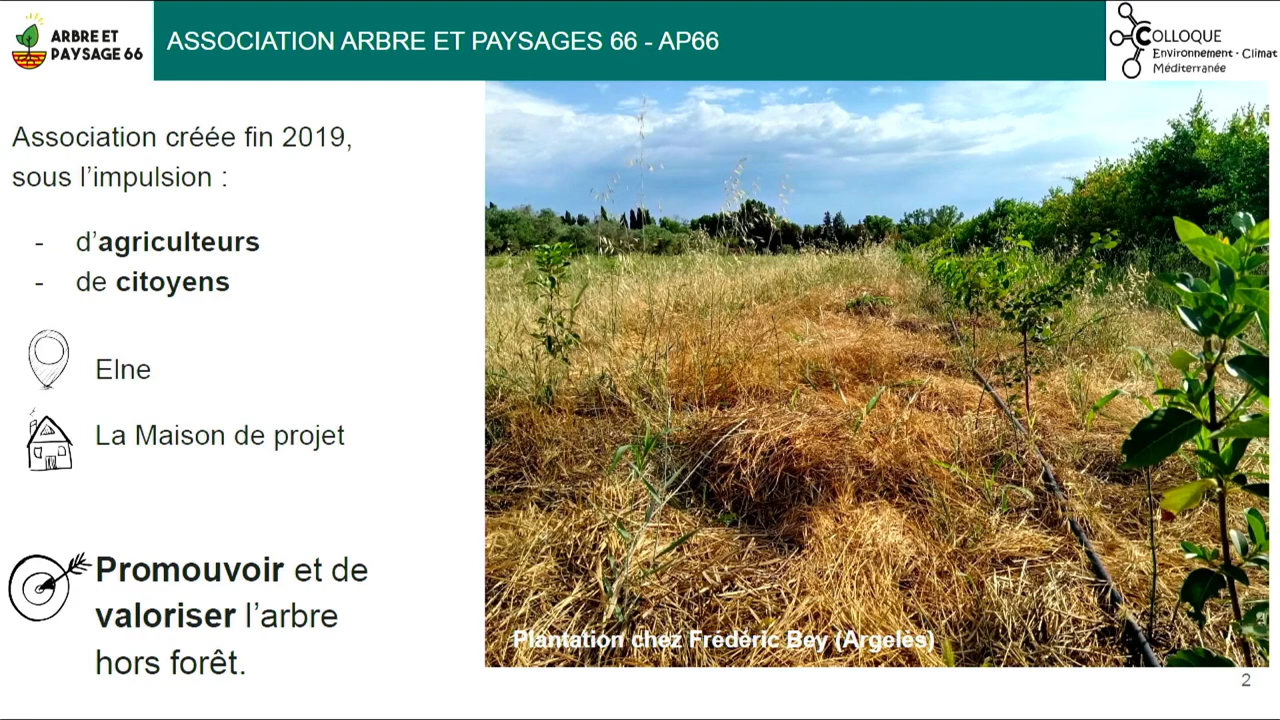 ARBRE ET
PAYSAGE 66
ASSOCIATION ARBRE ET PAYSAGES 66 - AP66
COLLOQUE
Environnement · Climat
Méditerranée
Association créée fin 2019,
sous l’impulsion :
- d’agriculteurs
- de citoyens
Elne
La Maison de projet
Promouvoir et de
valoriser l’arbre
hors forêt.
Plantation chez Frédéric Bey (Argelès)
2